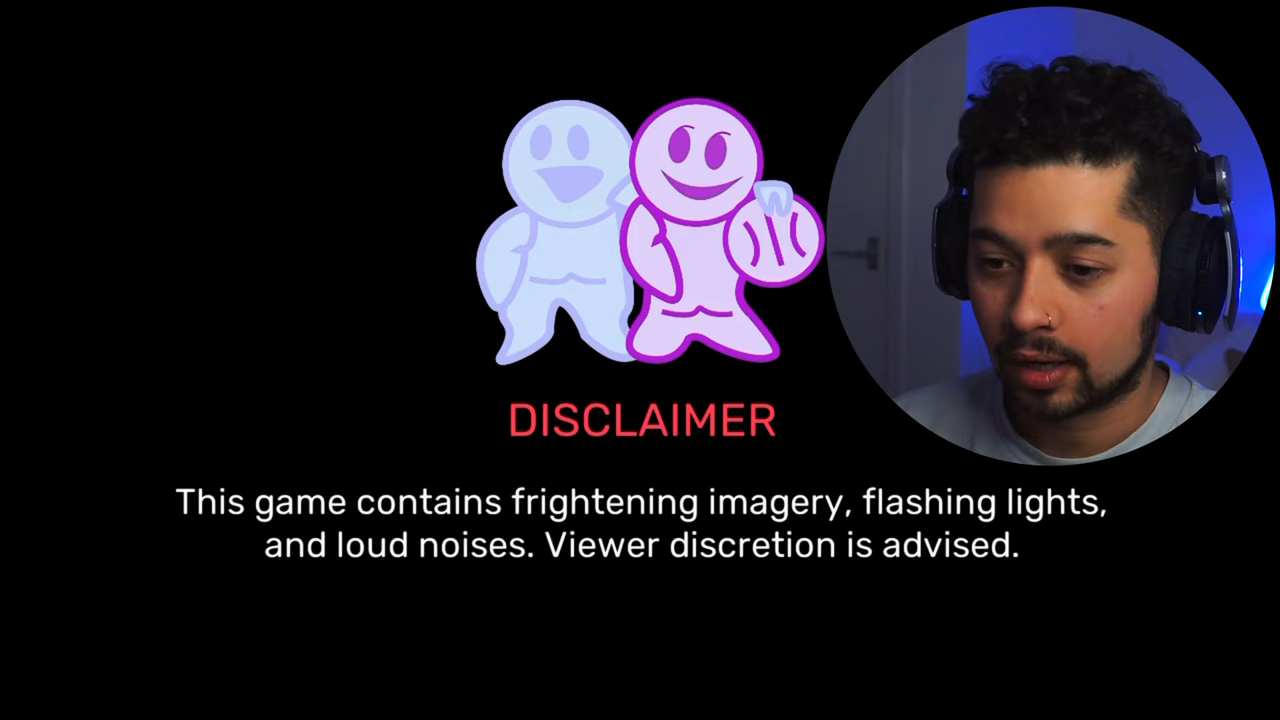 DISCLAIMER
This game contains frightening imagery, flashing lights,
and loud noises. Viewer discretion is advised.